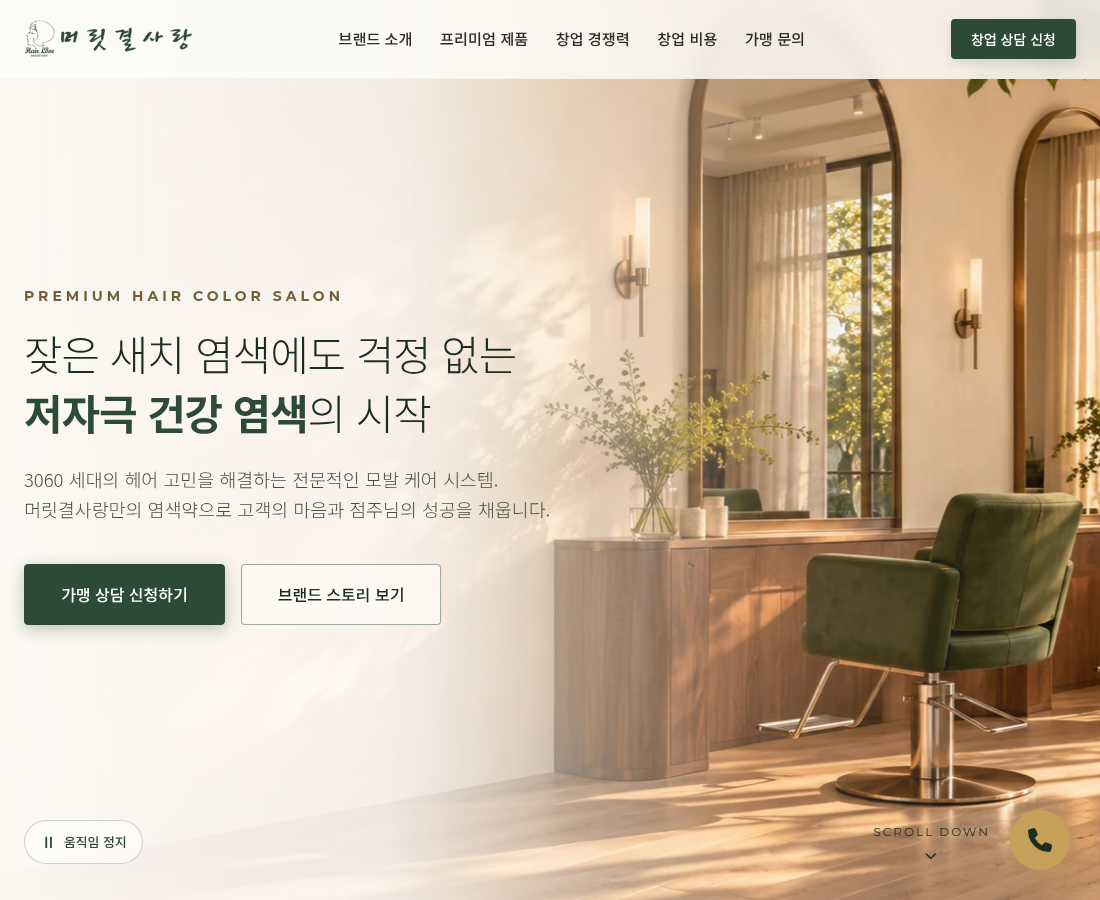 Hair Love
머릿결사랑
브랜드 소개
프리미엄 제품
창업 경쟁력
창업 비용
가맹 문의
창업 상담 신청
PREMIUM HAIR COLOR SALON
잦은 새치 염색에도 걱정 없는
저자극 건강 염색의 시작
3060 세대의 헤어 고민을 해결하는 전문적인 모발 케어 시스템.
머릿결사랑만의 염색약으로 고객의 마음과 점주님의 성공을 채웁니다.
가맹 상담 신청하기
브랜드 스토리 보기
움직임 정지
SCROLL DOWN